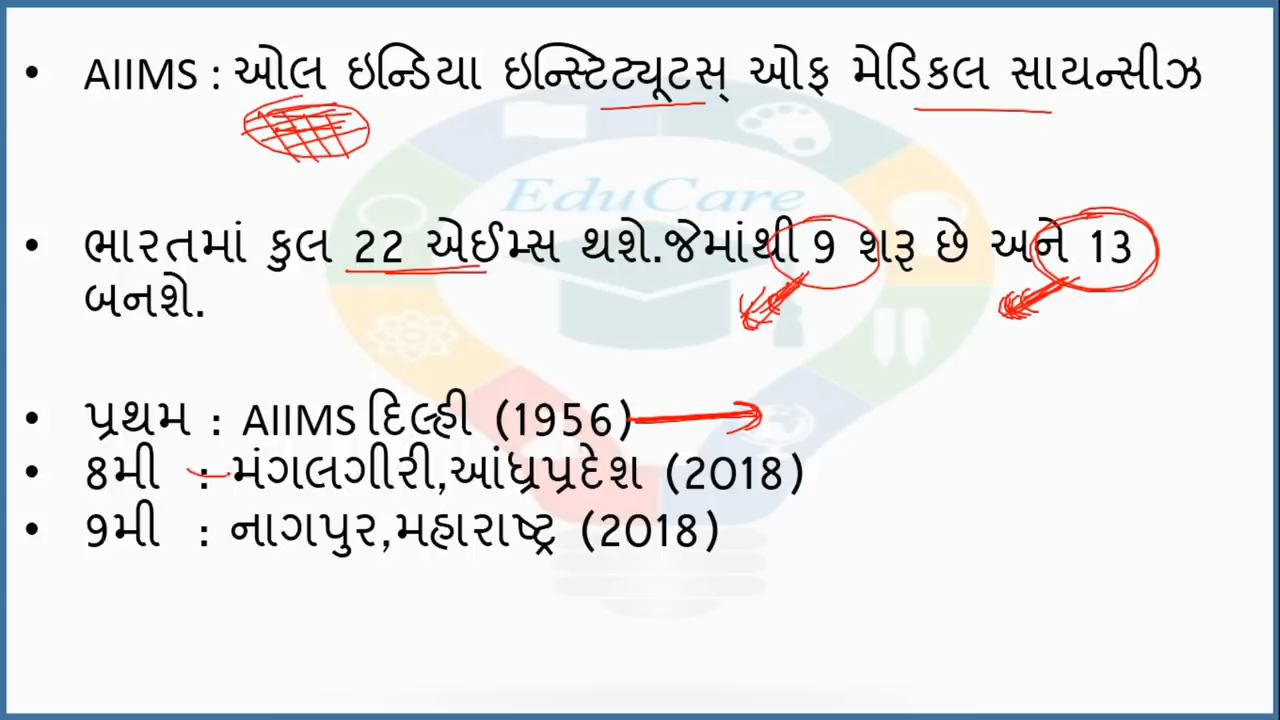 • AIIMS : ઓલ ઇન્ડિયા ઇન્સ્ટિટ્યૂટસ્ ઓફ મેડિકલ સાયન્સીઝ
EduCare
• ભારતમાં કુલ 22 એઈમ્સ થશે.જેમાંથી 9 શરૂ છે અને 13
બનશે.
• પ્રથમ : AIIMS દિલ્હી (1956)
• 8મી : મંગલગીરી,આંધ્રપ્રદેશ (2018)
• 9મી : નાગપુર,મહારાષ્ટ્ર (2018)